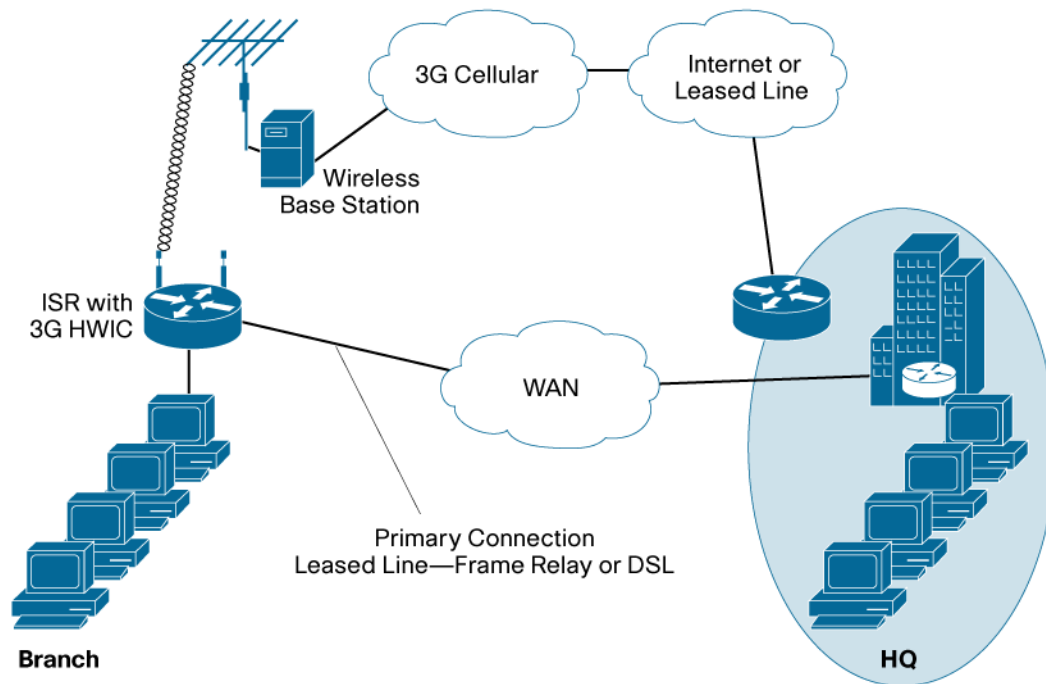 3G Cellular
Internet or
Leased Line
Wireless
Base Station
ISR with
3G HWIC
WAN
Primary Connection
Leased Line—Frame Relay or DSL
Branch
HQ